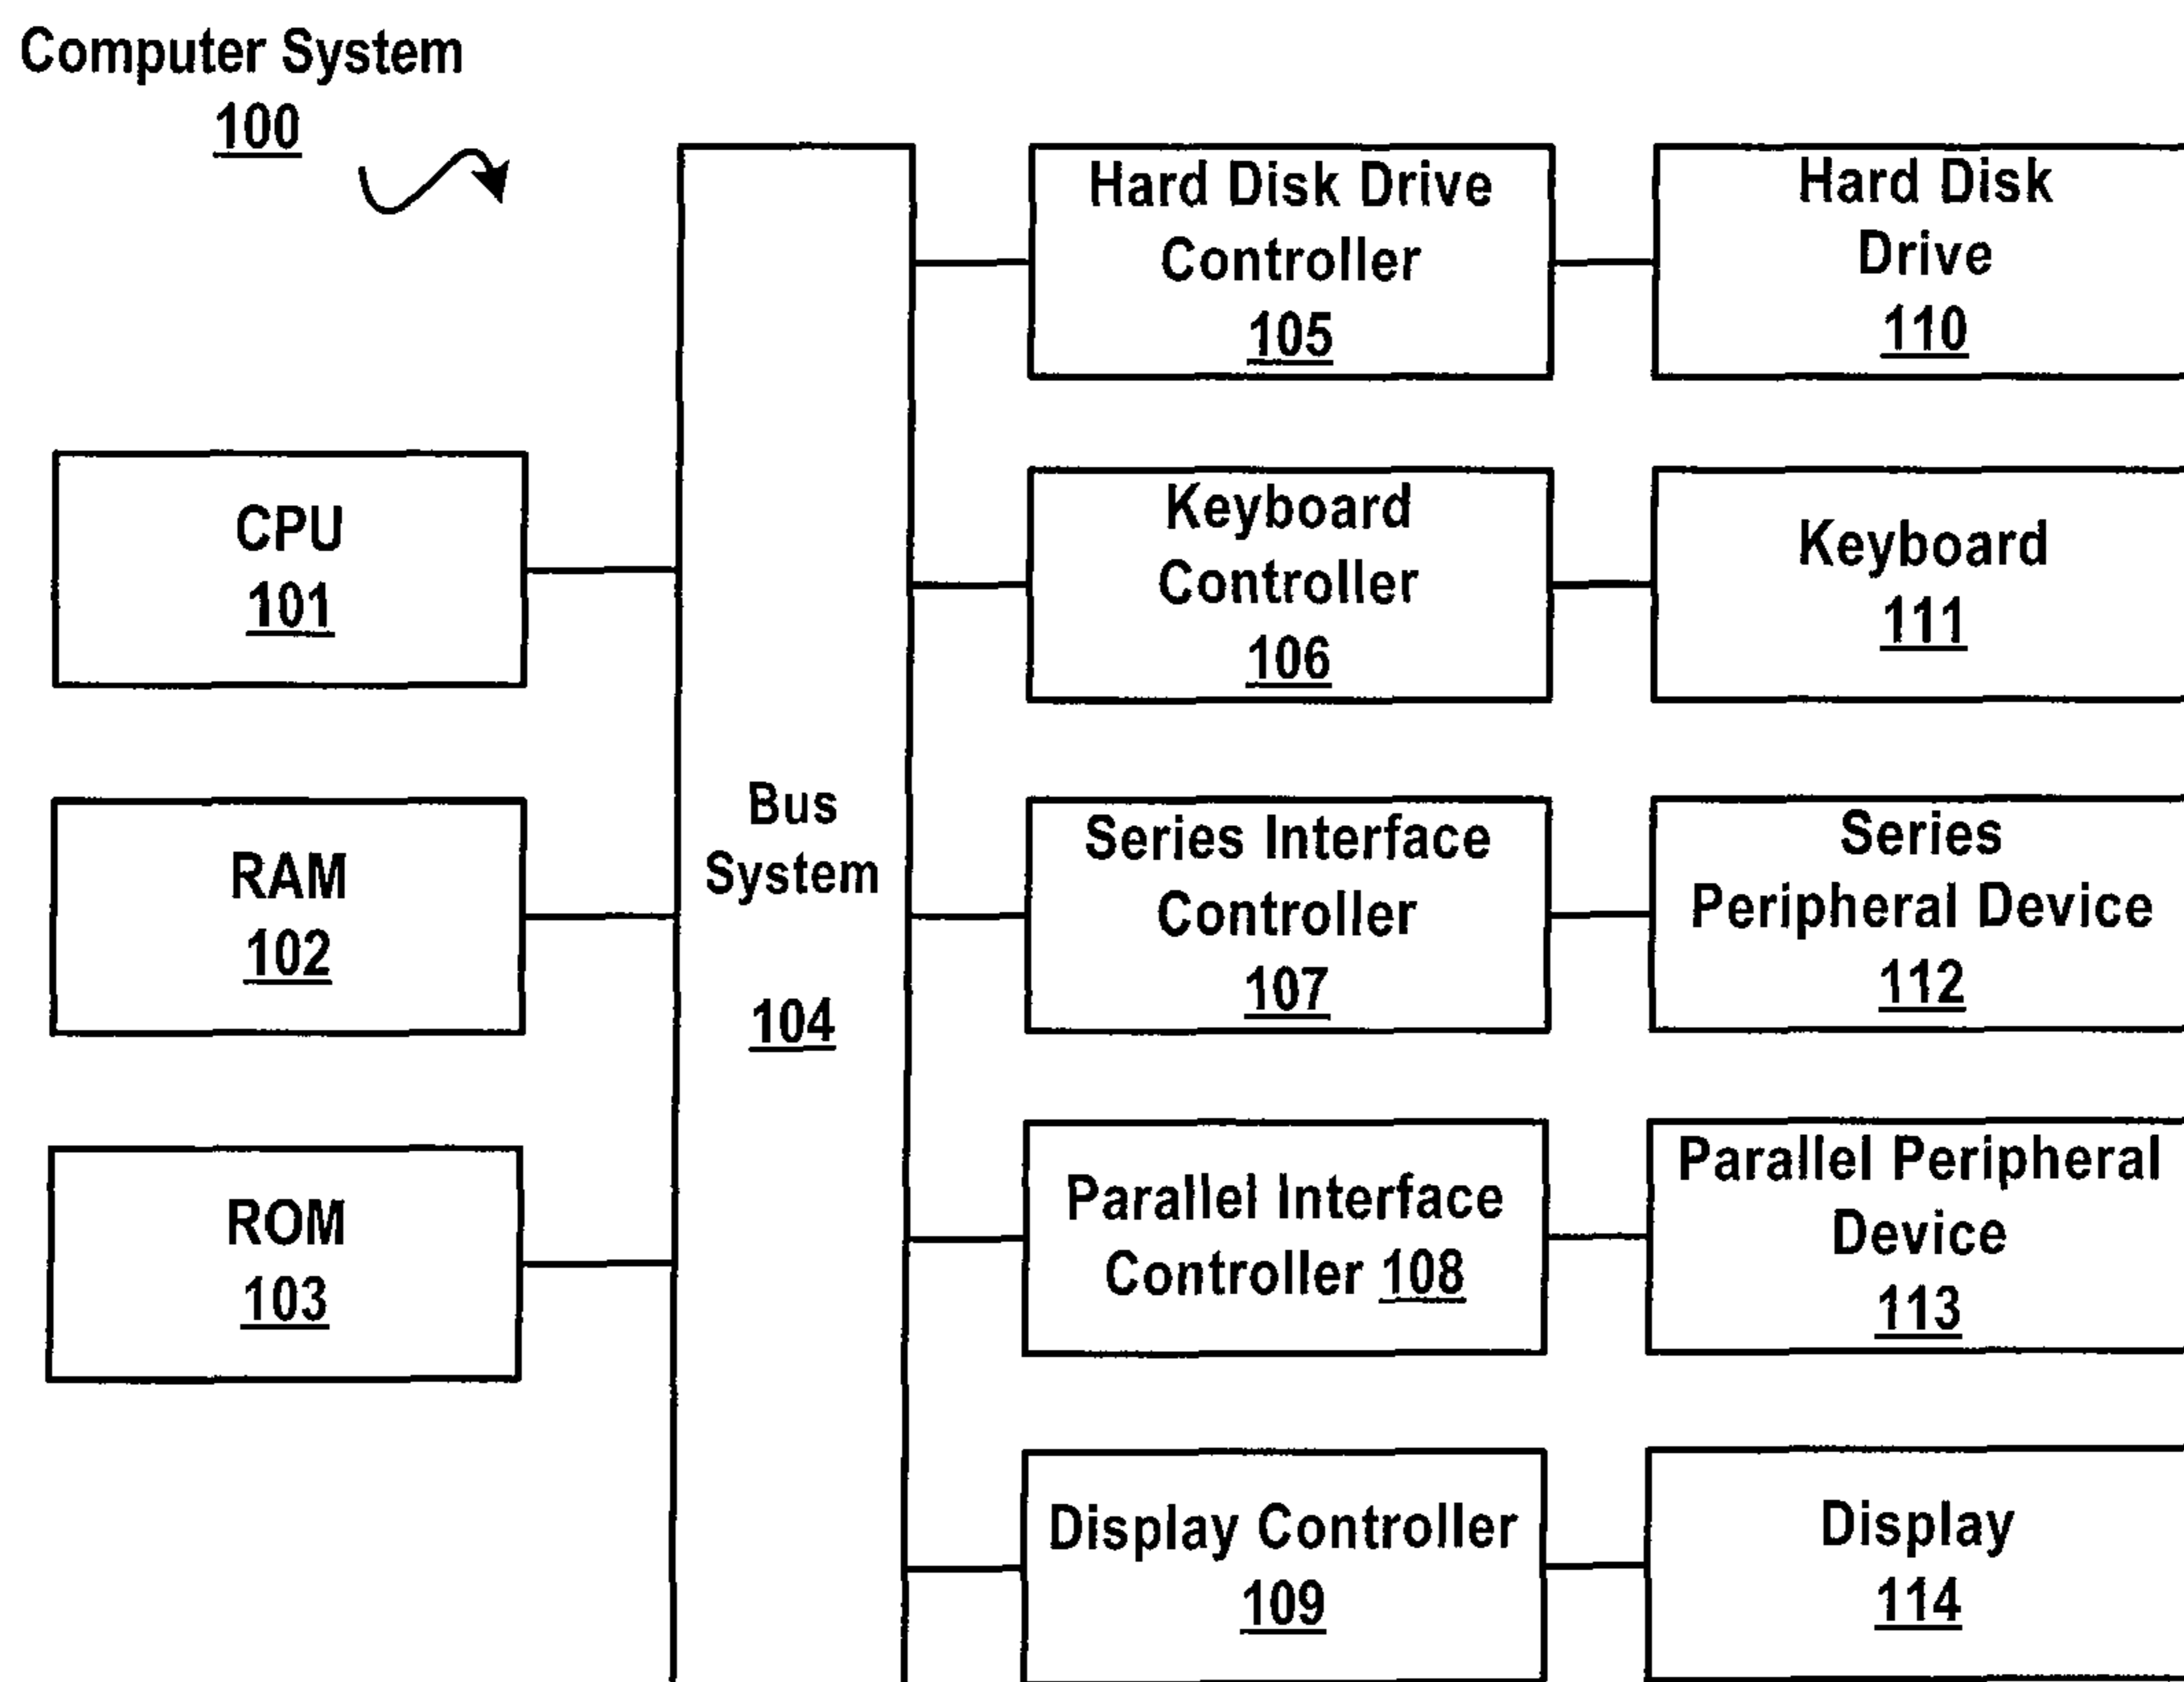 Computer System
100
CPU
101
RAM
102
ROM
103
Bus
System
104
Hard Disk Drive
Controller
105
Hard Disk
Drive
110
Keyboard
Controller
106
Keyboard
111
Series Interface
Controller
107
Series
Peripheral Device
112
Parallel Interface
Controller 108
Parallel Peripheral
Device
113
Display Controller
109
Display
114